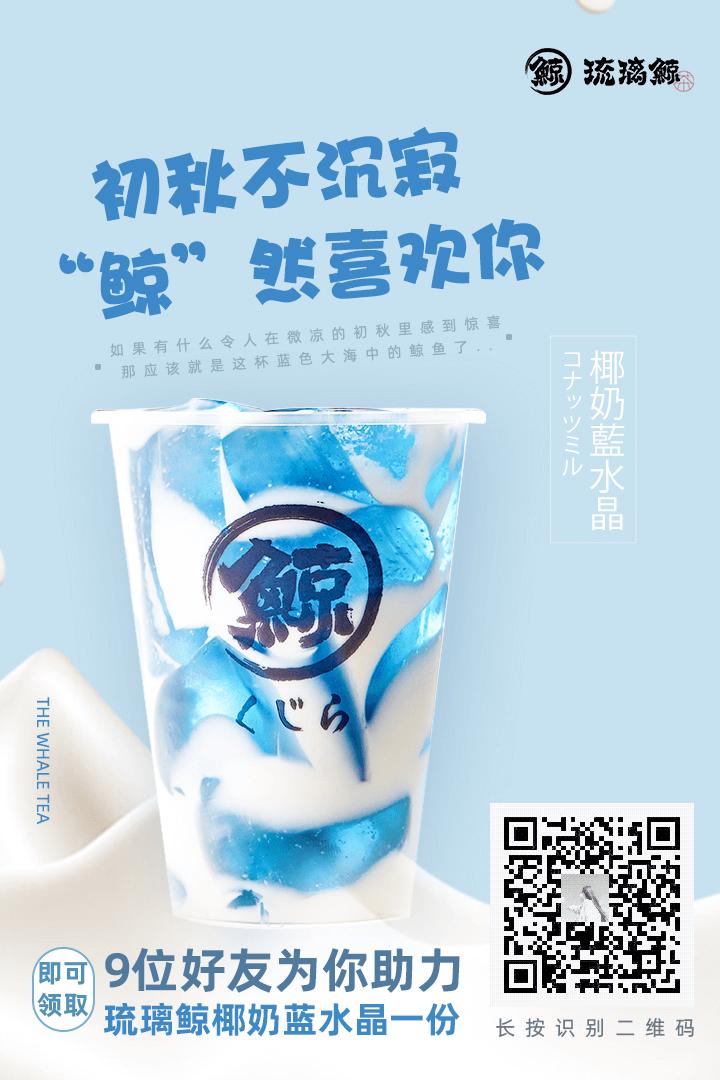 鲸 琉璃鲸
初秋不沉寂
“鲸”然喜欢你
如果有什么令人在微凉的初秋里感到惊喜
那应该就是这杯蓝色大海中的鲸鱼了..
椰奶藍水晶
コナッツミル
鲸
くじら
THE WHALE TEA
即可
领取
9位好友为你助力
琉璃鲸椰奶蓝水晶一份
长按识别二维码